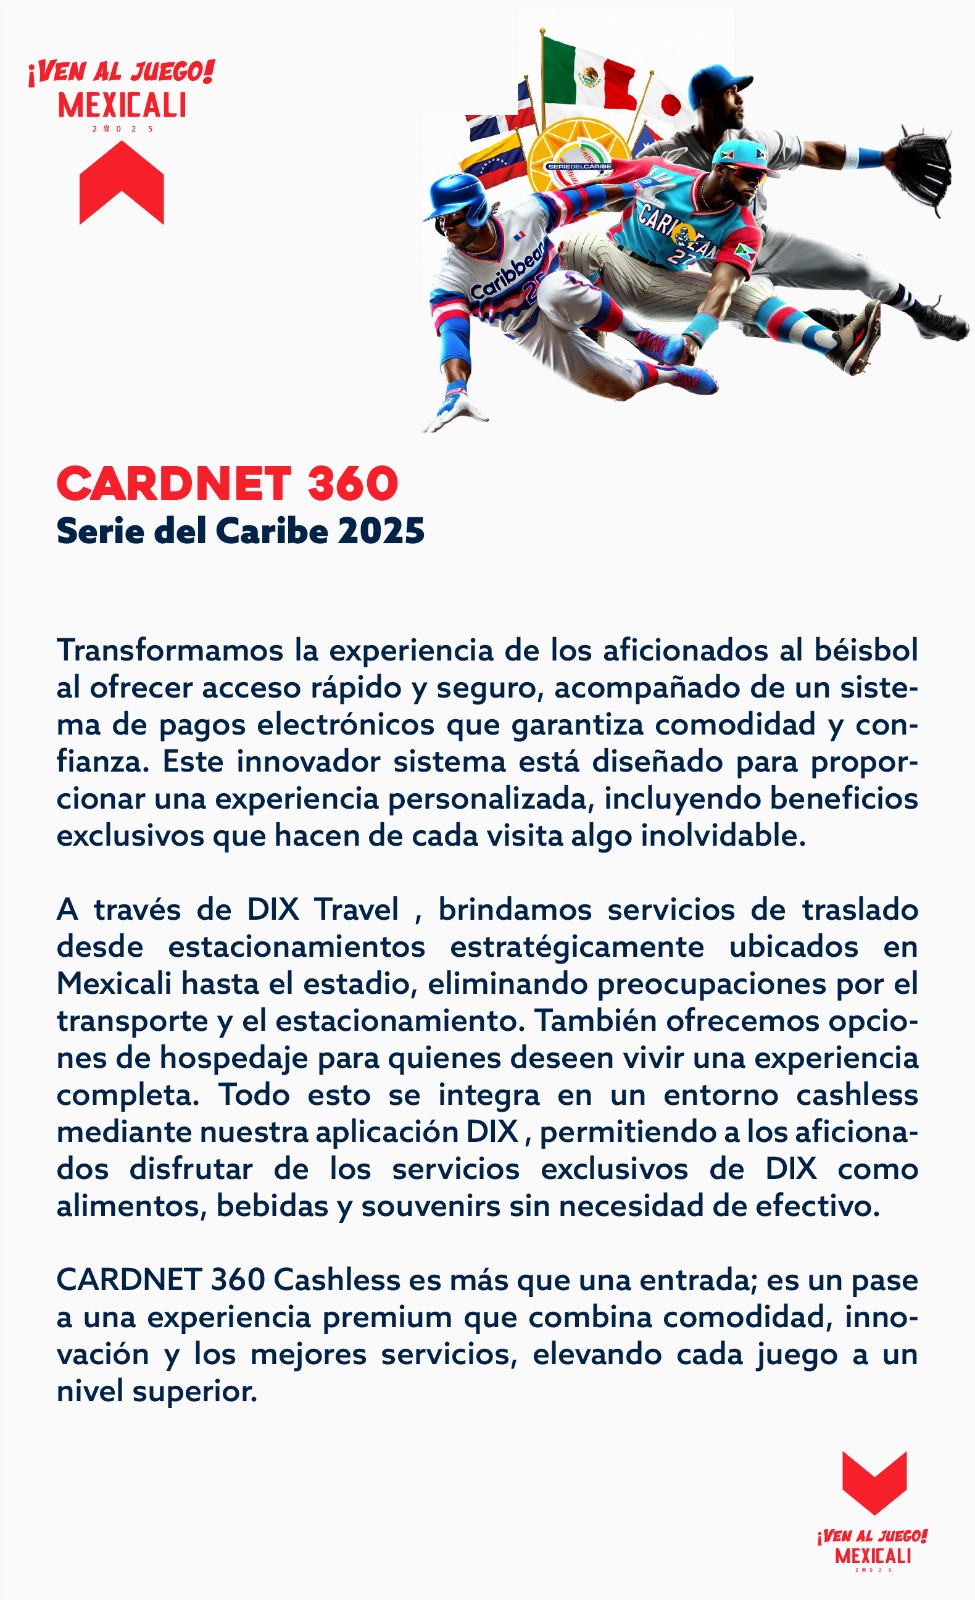 ¡VEN AL JUEGO!
MEXICALI
2025
SERIEDELCARIBE
Caribbean
25
CARIBEAN
27
CARDNET 360
Serie del Caribe 2025
Transformamos la experiencia de los aficionados al béisbol
al ofrecer acceso rápido y seguro, acompañado de un siste-
ma de pagos electrónicos que garantiza comodidad y con-
fianza. Este innovador sistema está diseñado para propor-
cionar una experiencia personalizada, incluyendo beneficios
exclusivos que hacen de cada visita algo inolvidable.
A través de DIX Travel , brindamos servicios de traslado
desde estacionamientos estratégicamente ubicados en
Mexicali hasta el estadio, eliminando preocupaciones por el
transporte y el estacionamiento. También ofrecemos opcio-
nes de hospedaje para quienes deseen vivir una experiencia
completa. Todo esto se integra en un entorno cashless
mediante nuestra aplicación DIX , permitiendo a los aficiona-
dos disfrutar de los servicios exclusivos de DIX como
alimentos, bebidas y souvenirs sin necesidad de efectivo.
CARDNET 360 Cashless es más que una entrada; es un pase
a una experiencia premium que combina comodidad, inno-
vación y los mejores servicios, elevando cada juego a un
nivel superior.
¡VEN AL JUEGO!
MEXICALI
2025